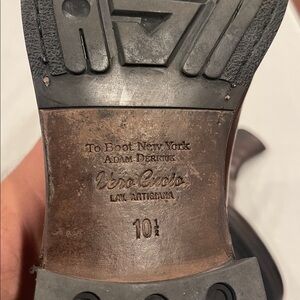 To Boot New York
Adam Derrick
Vero Cuoio
LAV. ARTIGIANA
10½